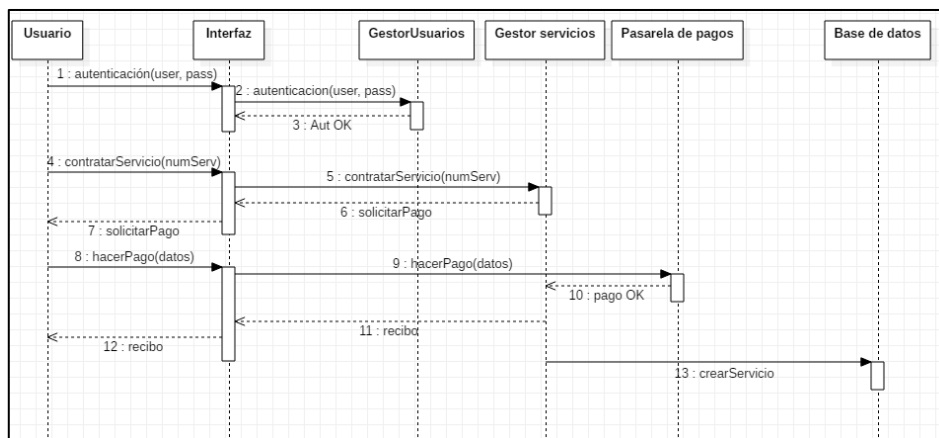 Usuario
Interfaz
GestorUsuarios
Gestor servicios
Pasarela de pagos
Base de datos
1 : autenticación(user, pass)
2 : autenticacion(user, pass)
3 : Aut OK
4 : contratarServicio(numServ)
5 : contratarServicio(numServ)
6 : solicitarPago
7 : solicitarPago
8 : hacerPago(datos)
9 : hacerPago(datos)
10 : pago OK
11 : recibo
12 : recibo
13 : crearServicio